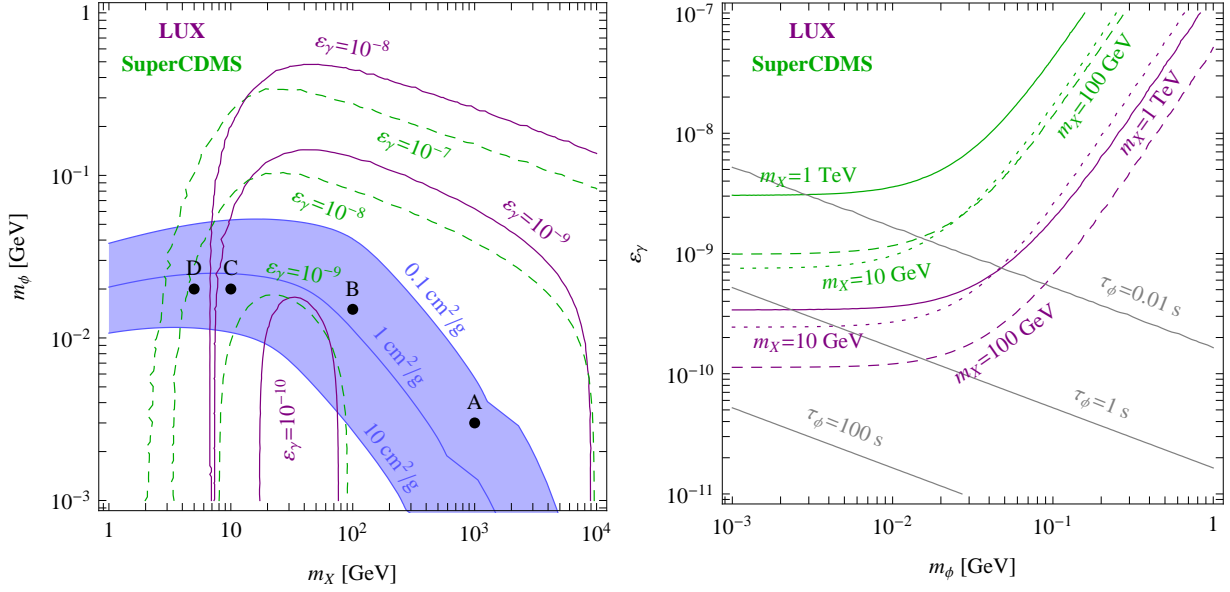 LUX
SuperCDMS
εγ=10⁻⁸
εγ=10⁻⁷
εγ=10⁻⁸
εγ=10⁻⁹
εγ=10⁻⁹
εγ=10⁻¹⁰
0.1 cm²/g
1 cm²/g
10 cm²/g
D
C
B
A
1
10⁻¹
10⁻²
10⁻³
mϕ [GeV]
1
10
10²
10³
10⁴
mX [GeV]
LUX
SuperCDMS
mX=100 GeV
mX=1 TeV
mX=1 TeV
mX=10 GeV
mX=10 GeV
mX=100 GeV
τϕ=0.01 s
τϕ=1 s
τϕ=100 s
10⁻⁷
10⁻⁸
10⁻⁹
10⁻¹⁰
10⁻¹¹
εγ
10⁻³
10⁻²
10⁻¹
1
mϕ [GeV]